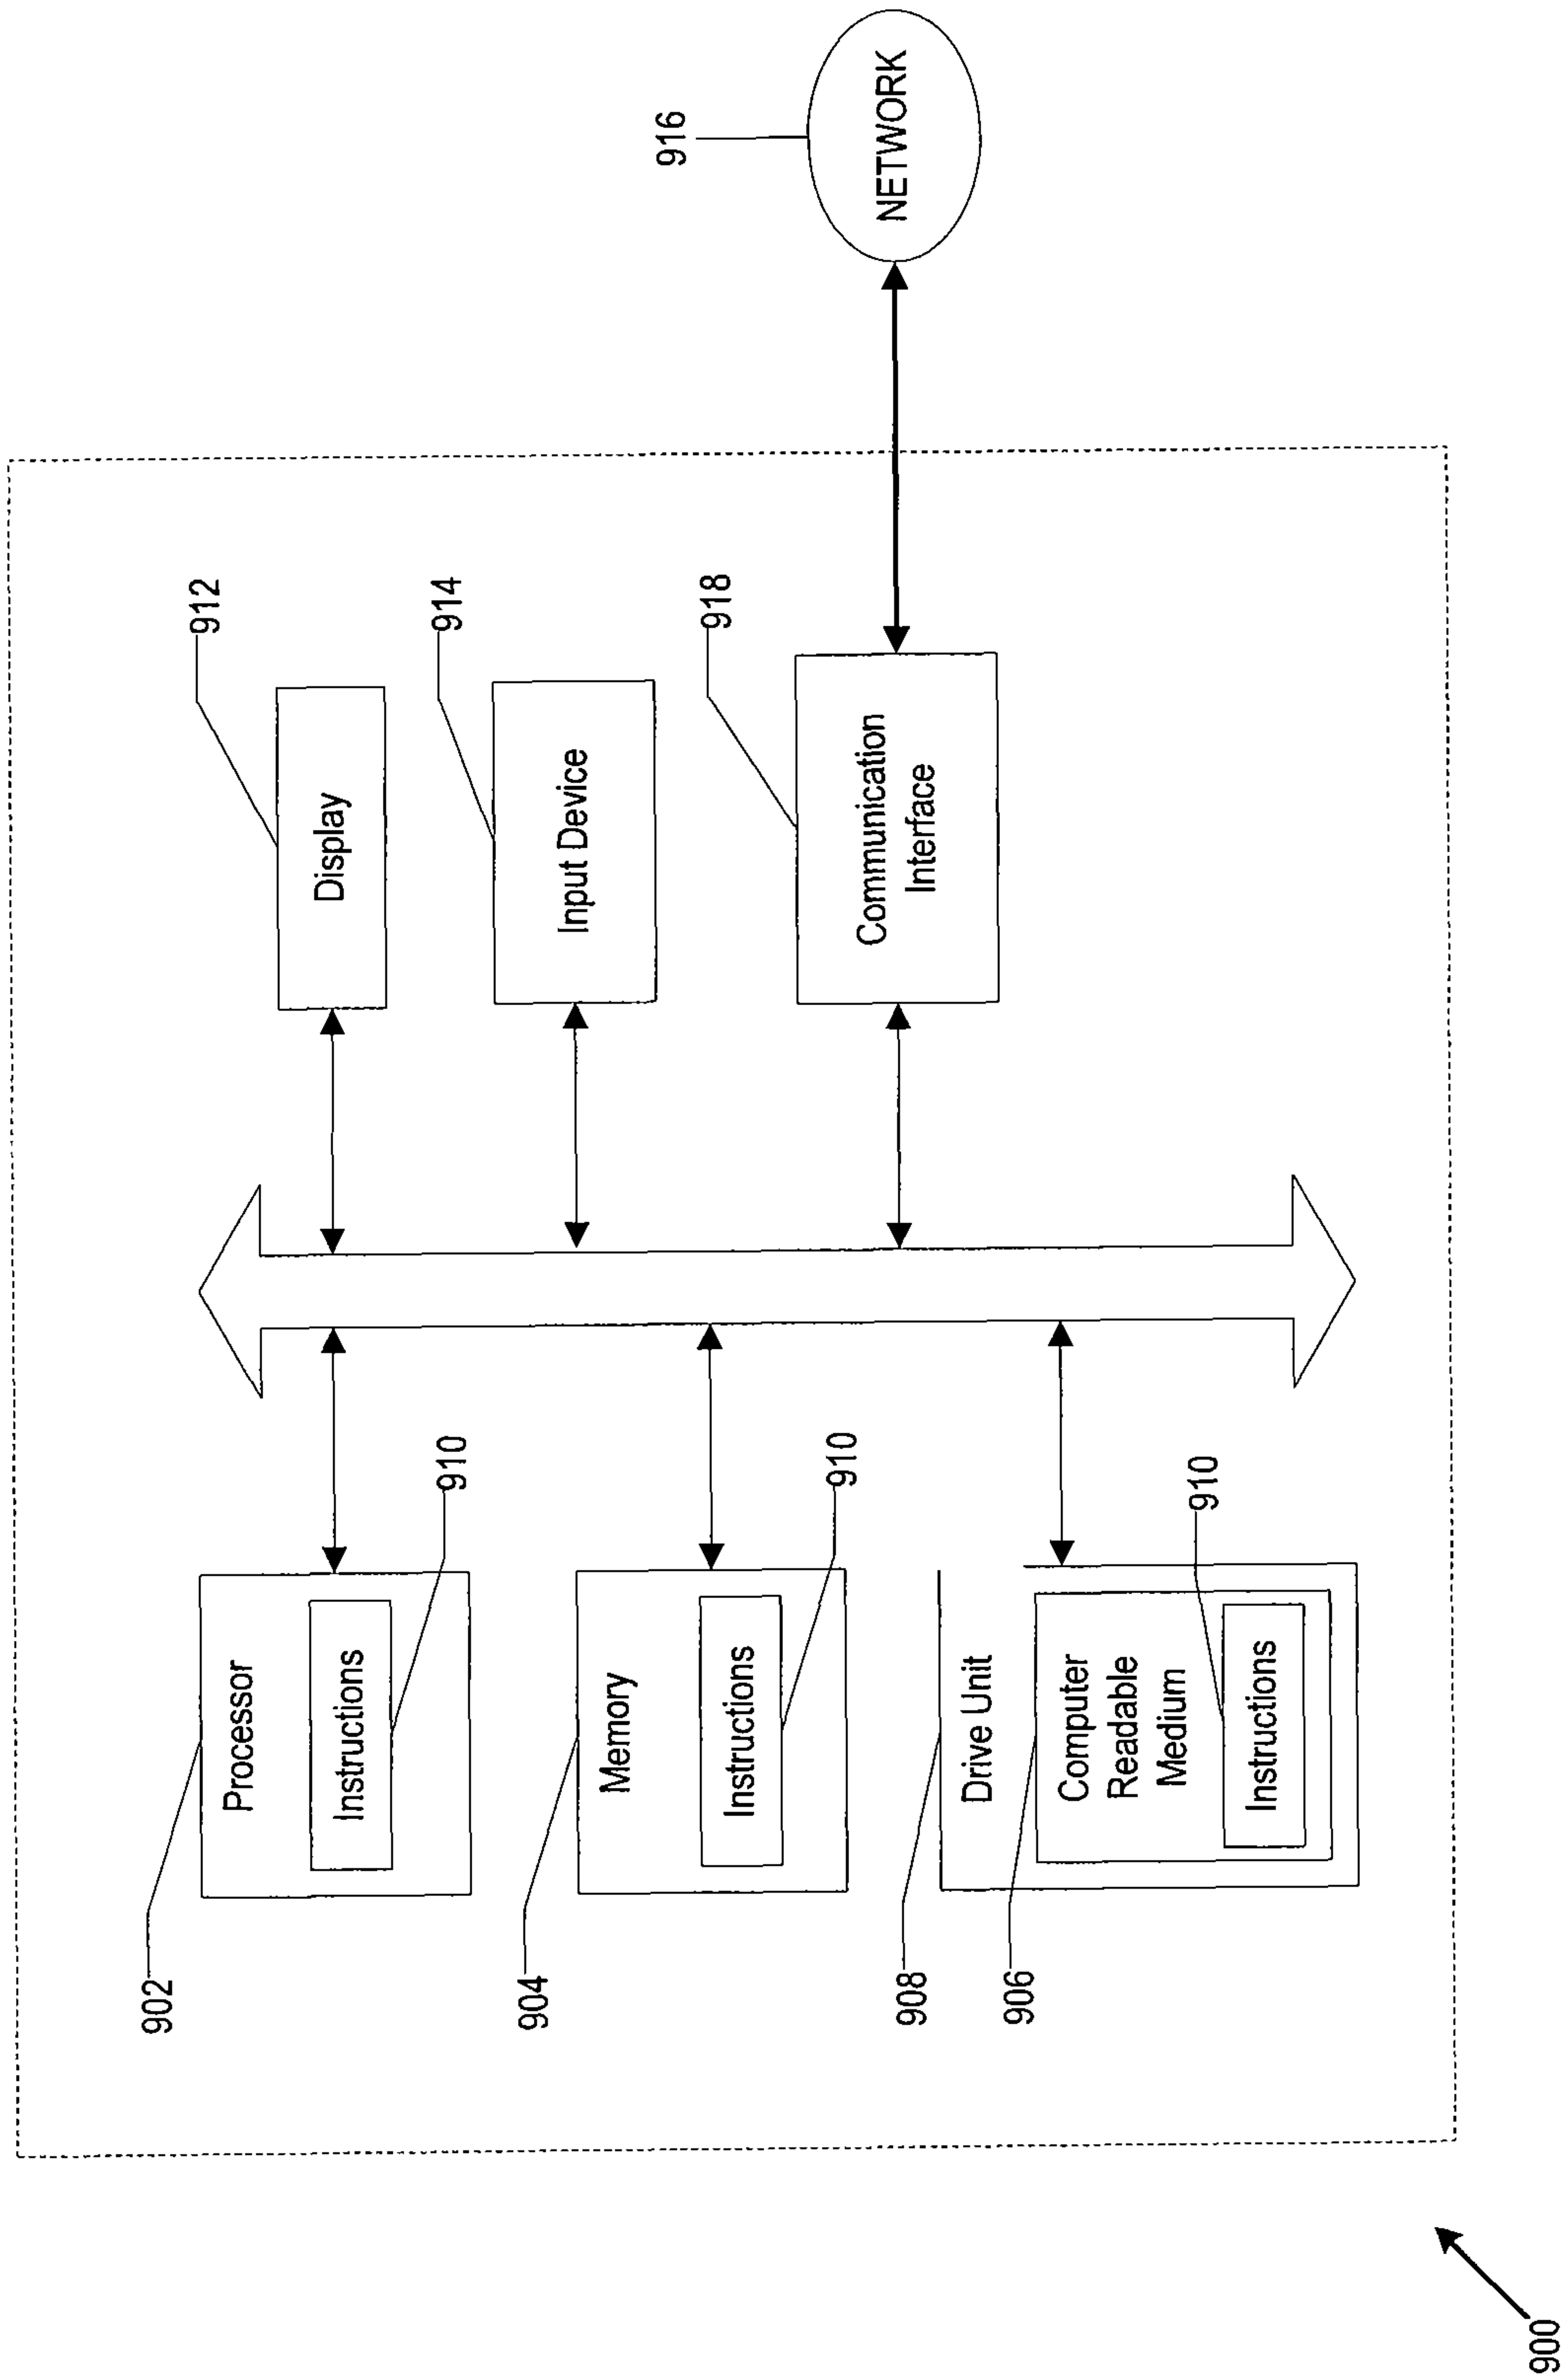 902
Processor
Instructions
910
904
Memory
Instructions
910
908
Drive Unit
906
Computer
Readable
Medium
Instructions
910
912
Display
914
Input Device
918
Communication
Interface
916
NETWORK
900